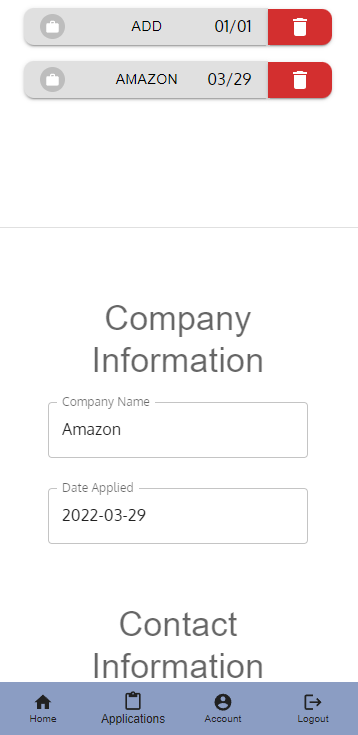 ADD 01/01
AMAZON 03/29
Company
Information
Company Name
Amazon
Date Applied
2022-03-29
Contact
Information
Home Applications Account Logout